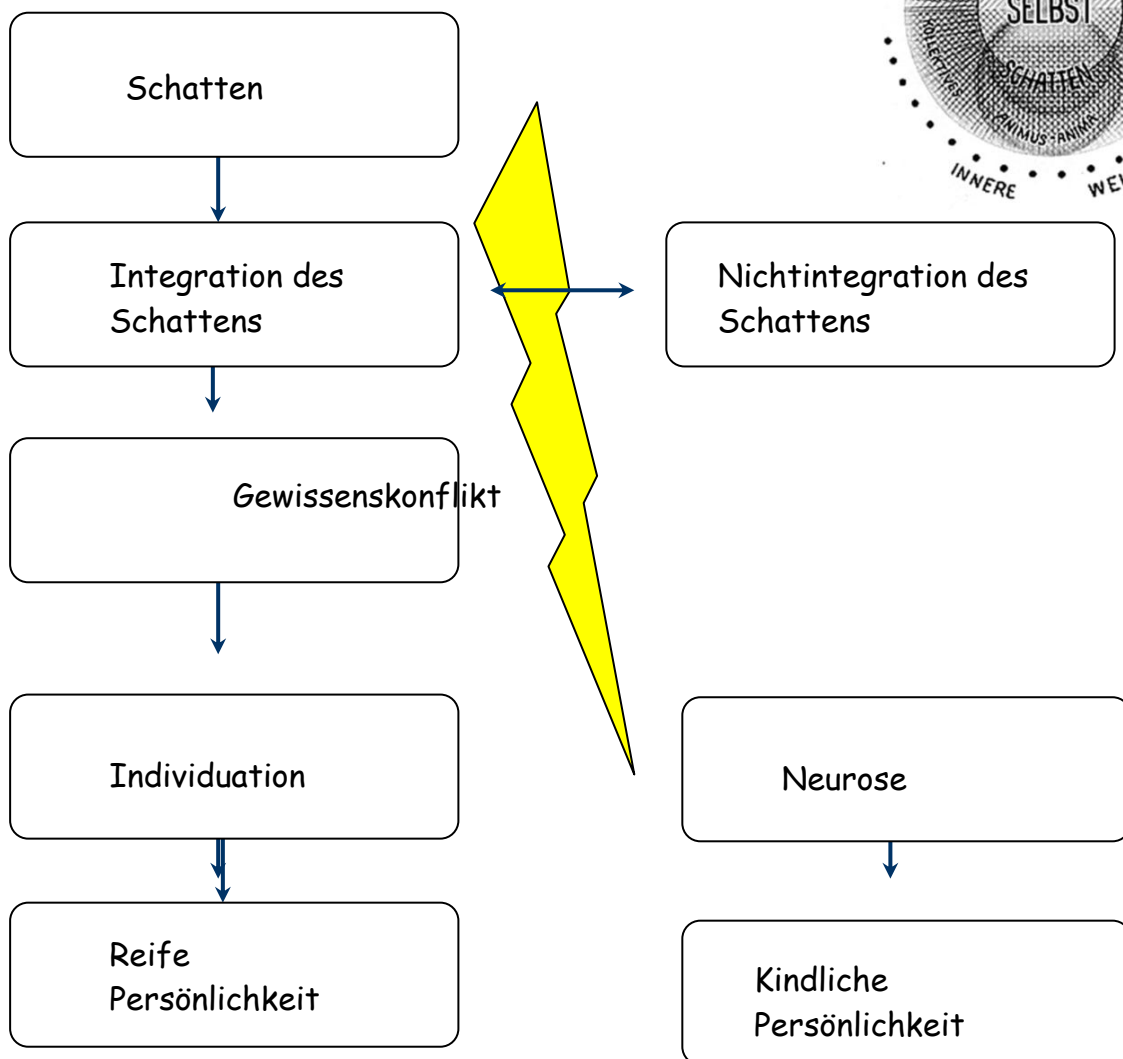 SELBST
SCHATTEN
KOLLEKTIVES
ANIMUS-ANIMA
INNERE
Schatten
Integration des
Schattens
Nichtintegration des
Schattens
Gewissenskonflikt
Individuation
Neurose
Reife
Persönlichkeit
Kindliche
Persönlichkeit